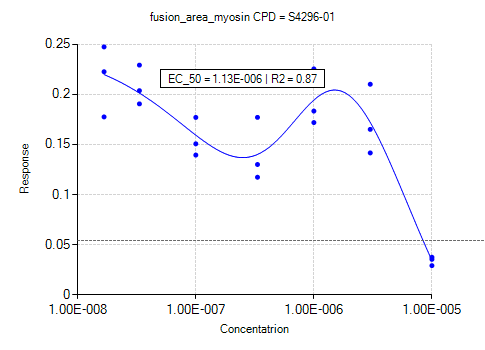 fusion_area_myosin CPD = S4296-01
0.25
EC_50 = 1.13E-006 | R2 = 0.87
0.2
0.15
Response
0.1
0.05
0
1.00E-008 1.00E-007 1.00E-006 1.00E-005
Concentatrion